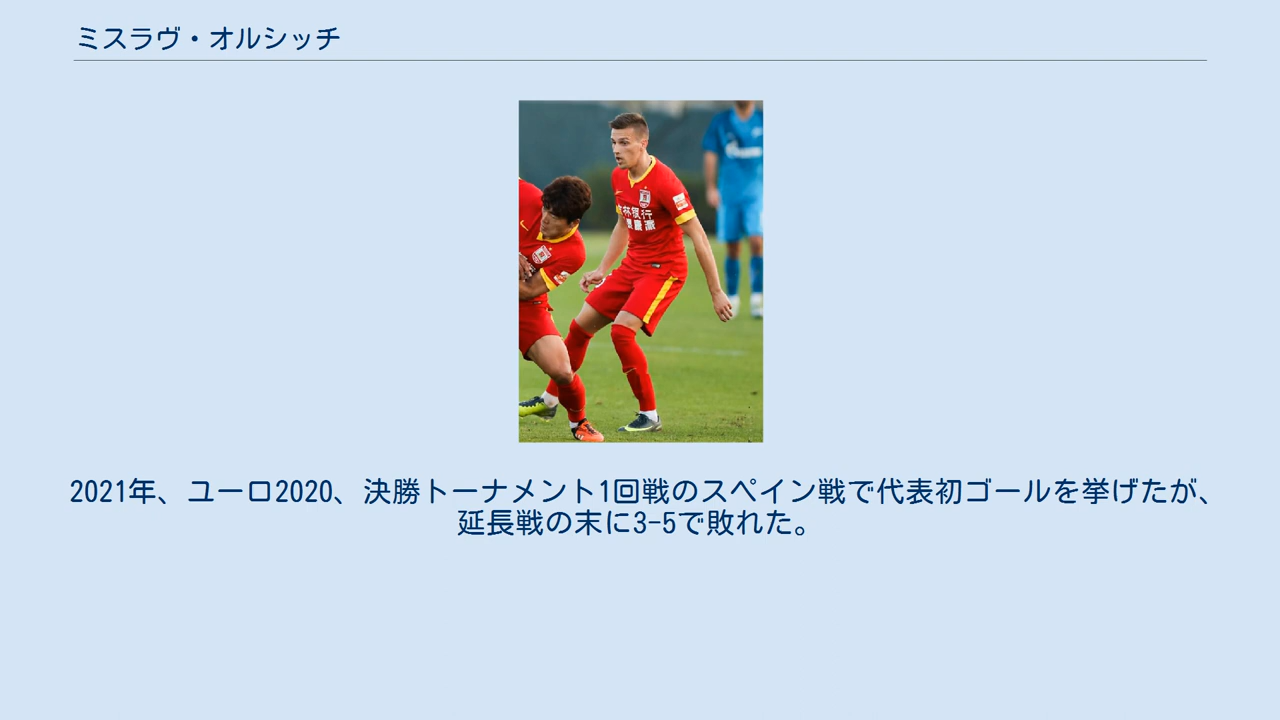 ミスラヴ・オルシッチ
2021年、ユーロ2020、決勝トーナメント1回戦のスペイン戦で代表初ゴールを挙げたが、
延長戦の末に3-5で敗れた。